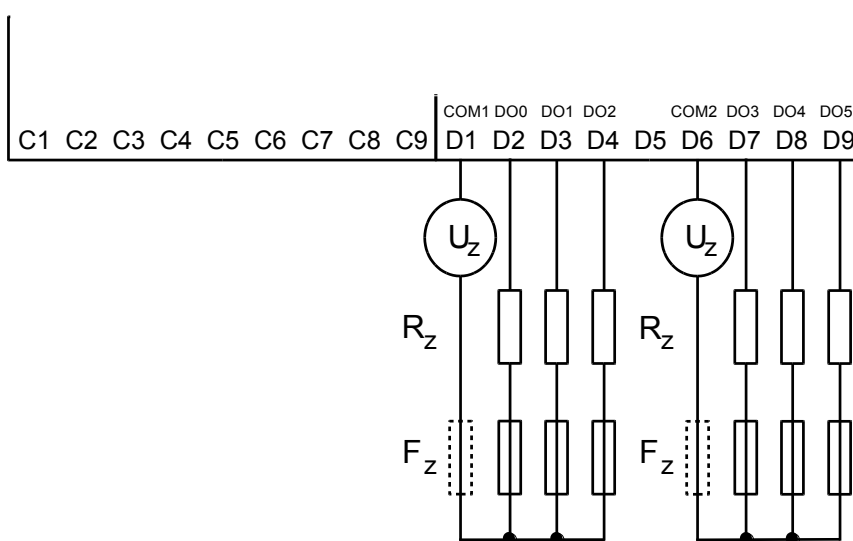 COM1 DO0 DO1 DO2 COM2 DO3 DO4 DO5
C1 C2 C3 C4 C5 C6 C7 C8 C9 D1 D2 D3 D4 D5 D6 D7 D8 D9
Uz Uz
Rz Rz
Fz Fz